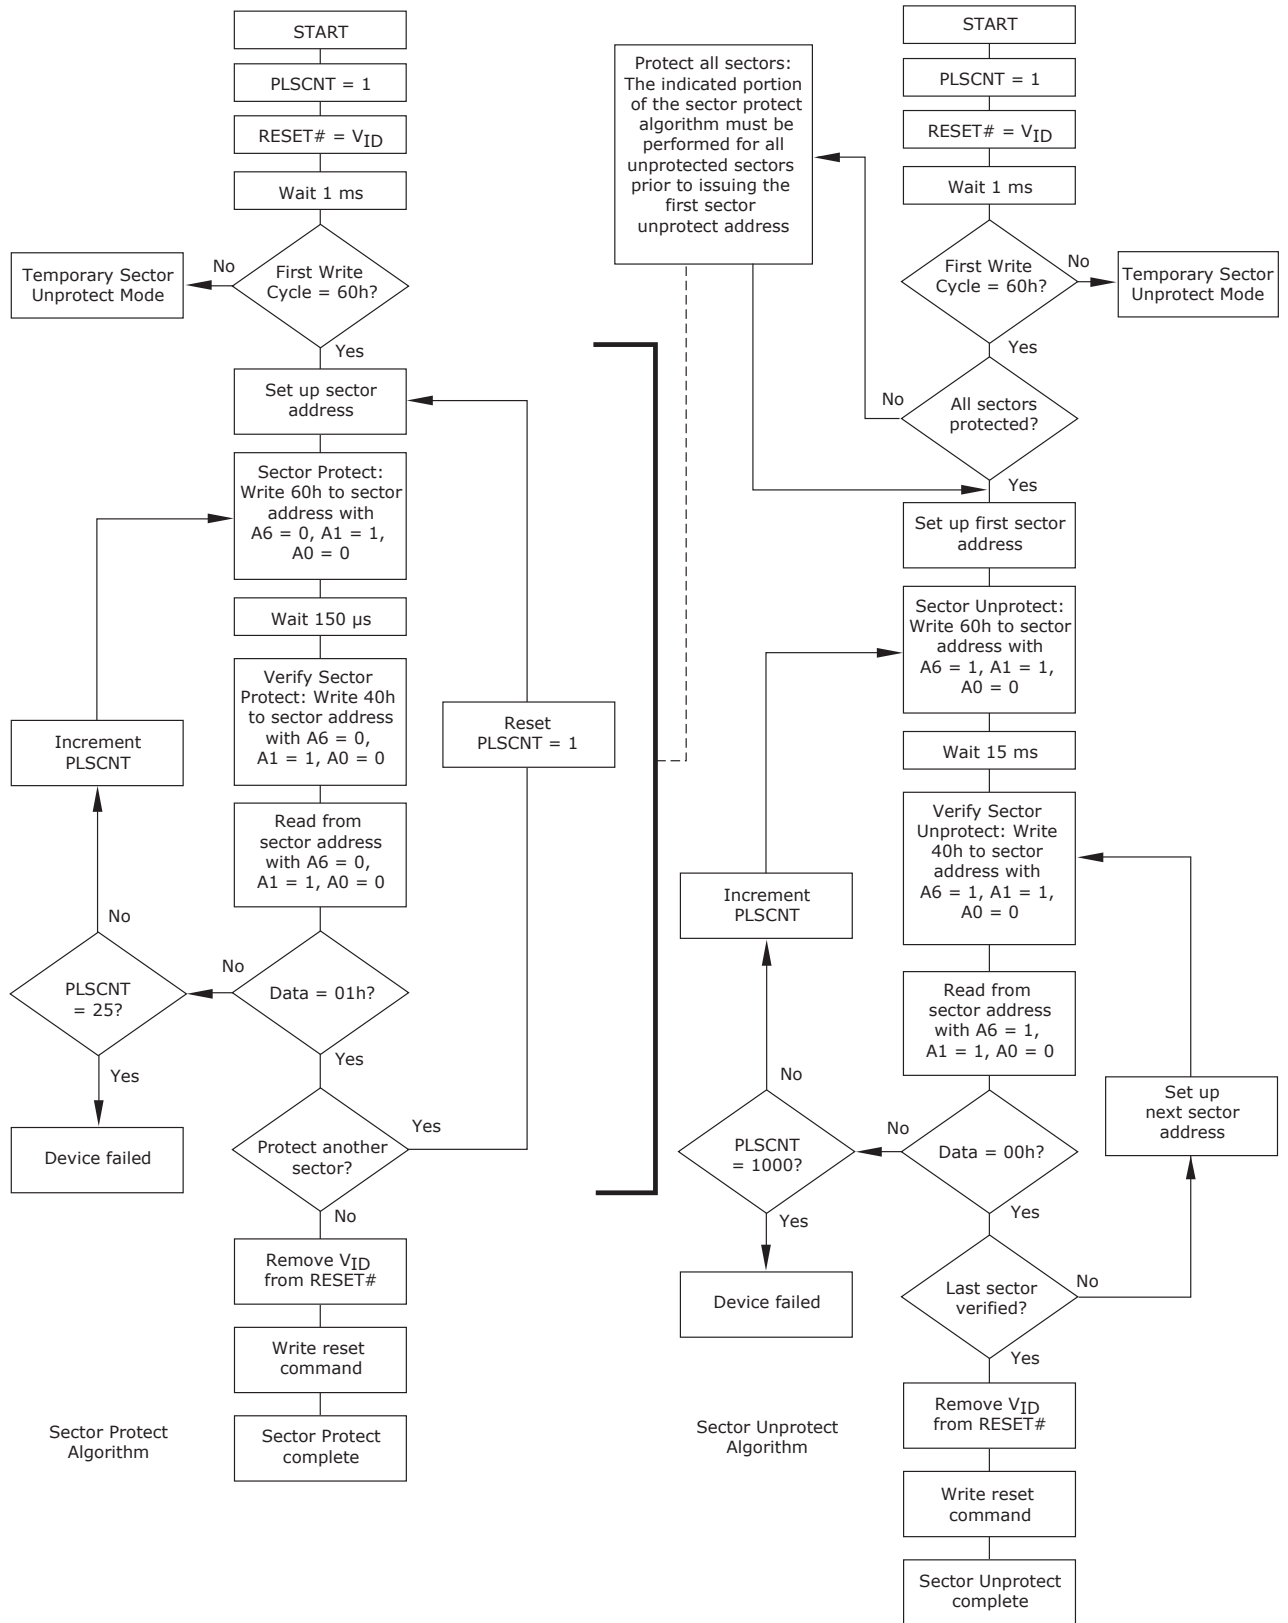 START
PLSCNT = 1
RESET# = VID
Wait 1 ms
First Write
Cycle = 60h?
No
Temporary Sector
Unprotect Mode
Yes
Set up sector
address
Sector Protect:
Write 60h to sector
address with
A6 = 0, A1 = 1,
A0 = 0
Wait 150 µs
Verify Sector
Protect: Write 40h
to sector address
with A6 = 0,
A1 = 1, A0 = 0
Read from
sector address
with A6 = 0,
A1 = 1, A0 = 0
Data = 01h?
No
PLSCNT
= 25?
No
Increment
PLSCNT
Yes
Device failed
Yes
Protect another
sector?
Yes
Reset
PLSCNT = 1
No
Remove VID
from RESET#
Write reset
command
Sector Protect
complete
Sector Protect
Algorithm
Protect all sectors:
The indicated portion
of the sector protect
algorithm must be
performed for all
unprotected sectors
prior to issuing the
first sector
unprotect address
START
PLSCNT = 1
RESET# = VID
Wait 1 ms
First Write
Cycle = 60h?
No
Temporary Sector
Unprotect Mode
Yes
All sectors
protected?
No
Yes
Set up first sector
address
Sector Unprotect:
Write 60h to sector
address with
A6 = 1, A1 = 1,
A0 = 0
Wait 15 ms
Verify Sector
Unprotect: Write
40h to sector
address with
A6 = 1, A1 = 1,
A0 = 0
Read from
sector address
with A6 = 1,
A1 = 1, A0 = 0
Data = 00h?
No
PLSCNT
= 1000?
No
Increment
PLSCNT
Yes
Device failed
Yes
Last sector
verified?
No
Set up
next sector
address
Yes
Remove VID
from RESET#
Write reset
command
Sector Unprotect
complete
Sector Unprotect
Algorithm